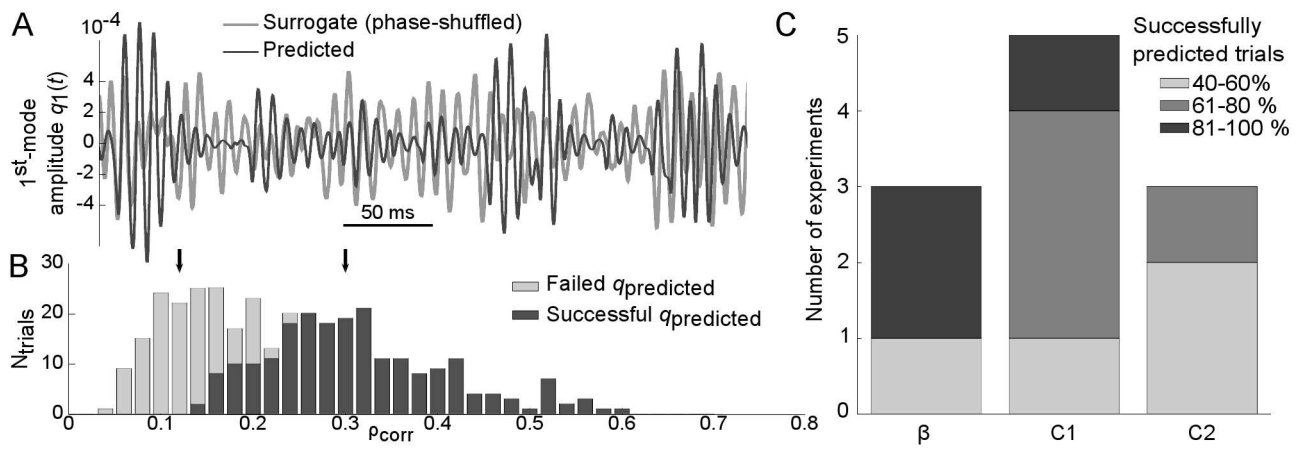 A
10-4
Surrogate (phase-shuffled)
Predicted
1st-mode
amplitude q1(t)
4
2
0
-2
-4
50 ms
B
Failed qpredicted
Successful qpredicted
Ntrials
30
20
10
0
0
0.1
0.2
0.3
0.4
0.5
0.6
0.7
0.8
ρcorr
C
Successfully
predicted trials
40-60%
61-80 %
81-100 %
Number of experiments
5
4
3
2
1
0
β
C1
C2